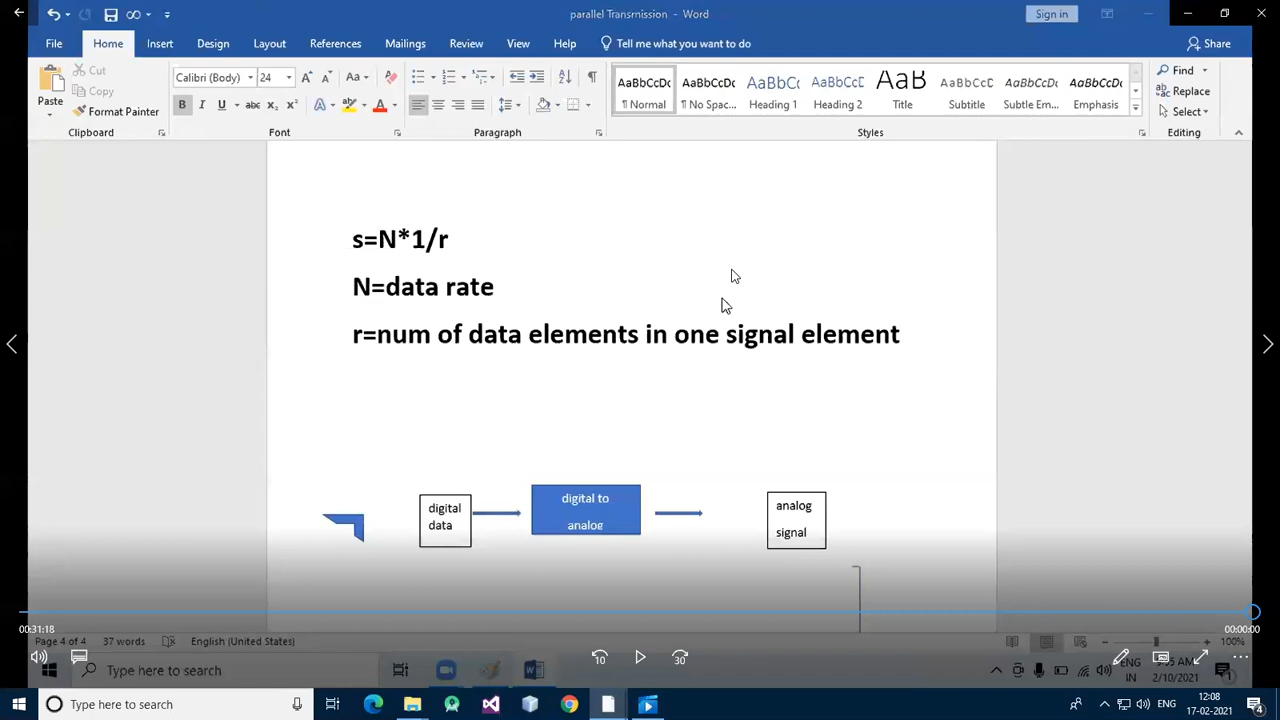 parallel Transrnission - Word
Sign in
File Home Insert Design Layout References Mailings Review View Help Tell me what you want to do Share
Paste
Cut
Copy
Format Painter
Clipboard
Calibri (Body) 24
Font
Paragraph
AaBbCcDc AaBbCcDc AaBbCc AaBbCcD AaB AaBbCcDc AaBbCcDc AaBbCcDc
¶ Normal ¶ No Spac... Heading 1 Heading 2 Title Subtitle Subtle Em... Emphasis
Styles
Find
Replace
Select
Editing
s=N*1/r
N=data rate
r=num of data elements in one signal element
digital
data
digital to
analog
analog
signal
00:31:18
00:00:00
Page 4 of 4 37 words English (United States)
100%
10 30
Type here to search
ENG
IN
2/10/2021
Type here to search
ENG
12:08
17-02-2021
4